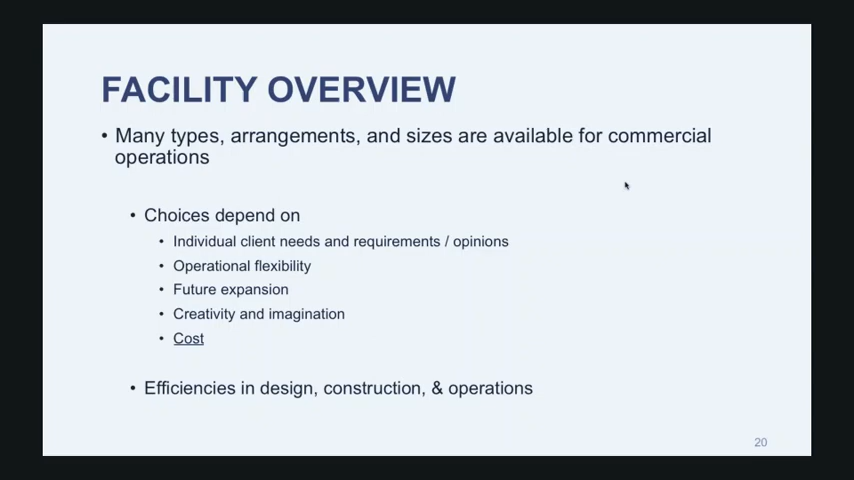 FACILITY OVERVIEW
• Many types, arrangements, and sizes are available for commercial
operations
• Choices depend on
• Individual client needs and requirements / opinions
• Operational flexibility
• Future expansion
• Creativity and imagination
• Cost
• Efficiencies in design, construction, & operations
20